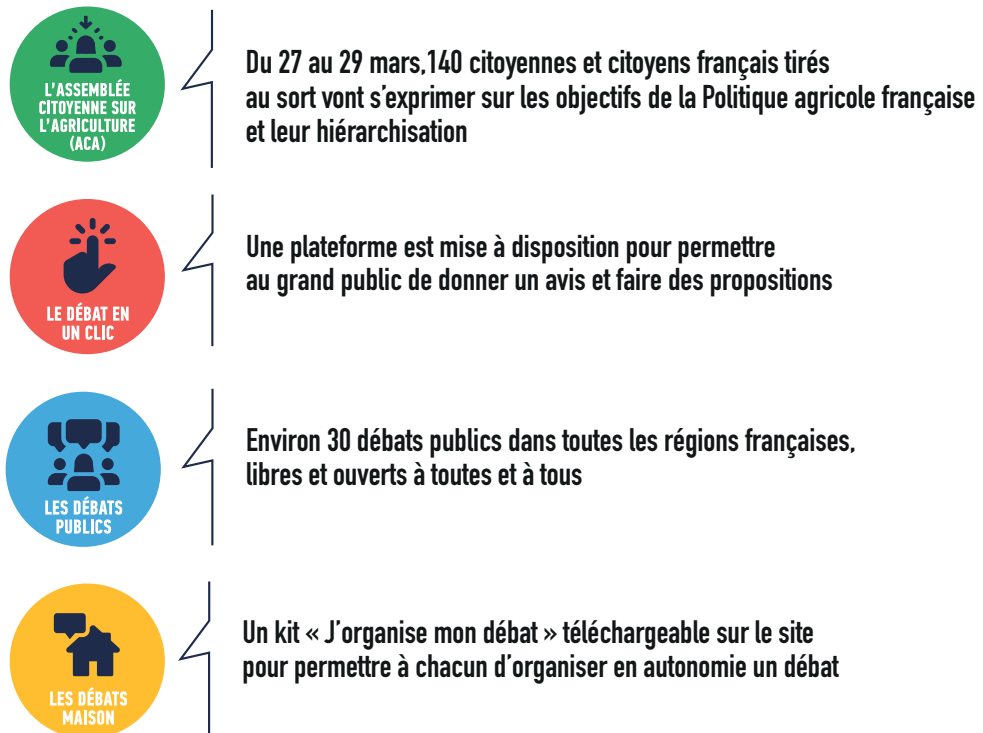 L'ASSEMBLÉE
CITOYENNE SUR
L'AGRICULTURE
(ACA)
Du 27 au 29 mars,140 citoyennes et citoyens français tirés
au sort vont s'exprimer sur les objectifs de la Politique agricole française
et leur hiérarchisation
LE DÉBAT EN
UN CLIC
Une plateforme est mise à disposition pour permettre
au grand public de donner un avis et faire des propositions
LES DÉBATS
PUBLICS
Environ 30 débats publics dans toutes les régions françaises,
libres et ouverts à toutes et à tous
LES DÉBATS
MAISON
Un kit « J'organise mon débat » téléchargeable sur le site
pour permettre à chacun d'organiser en autonomie un débat